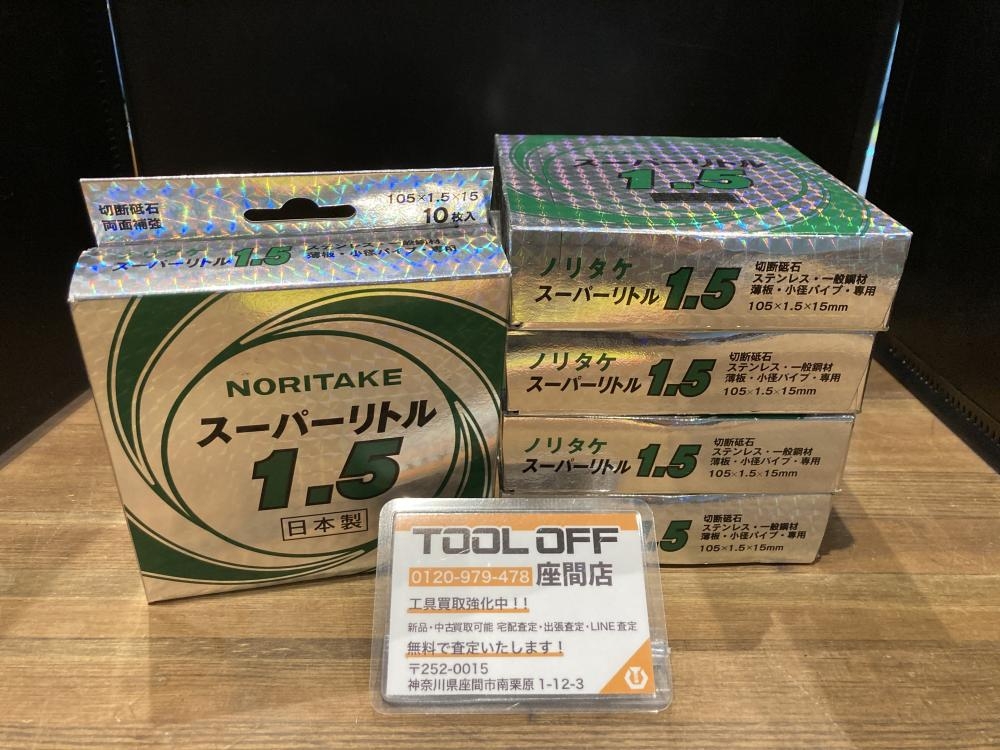 切断砥石
両面補強
105×1.5×15
10枚入
スーパーリトル 1.5
ステンレス・一般鋼材
薄板・小径パイプ・専用
NORITAKE
スーパーリトル
1.5
日本製
スーパーリトル
1.5
ノリタケ
スーパーリトル 1.5
切断砥石
ステンレス・一般鋼材
薄板・小径パイプ・専用
105×1.5×15mm
ノリタケ
スーパーリトル 1.5
切断砥石
ステンレス・一般鋼材
薄板・小径パイプ・専用
105×1.5×15mm
ノリタケ
スーパーリトル 1.5
切断砥石
ステンレス・一般鋼材
薄板・小径パイプ・専用
105×1.5×15mm
.5
切断砥石
ステンレス・一般鋼材
薄板・小径パイプ・専用
105×1.5×15mm
TOOL OFF
0120-979-478 座間店
工具買取強化中!!
新品・中古買取可能 宅配査定・出張査定・LINE査定
無料で査定いたします!
〒252-0015
神奈川県座間市南栗原 1-12-3